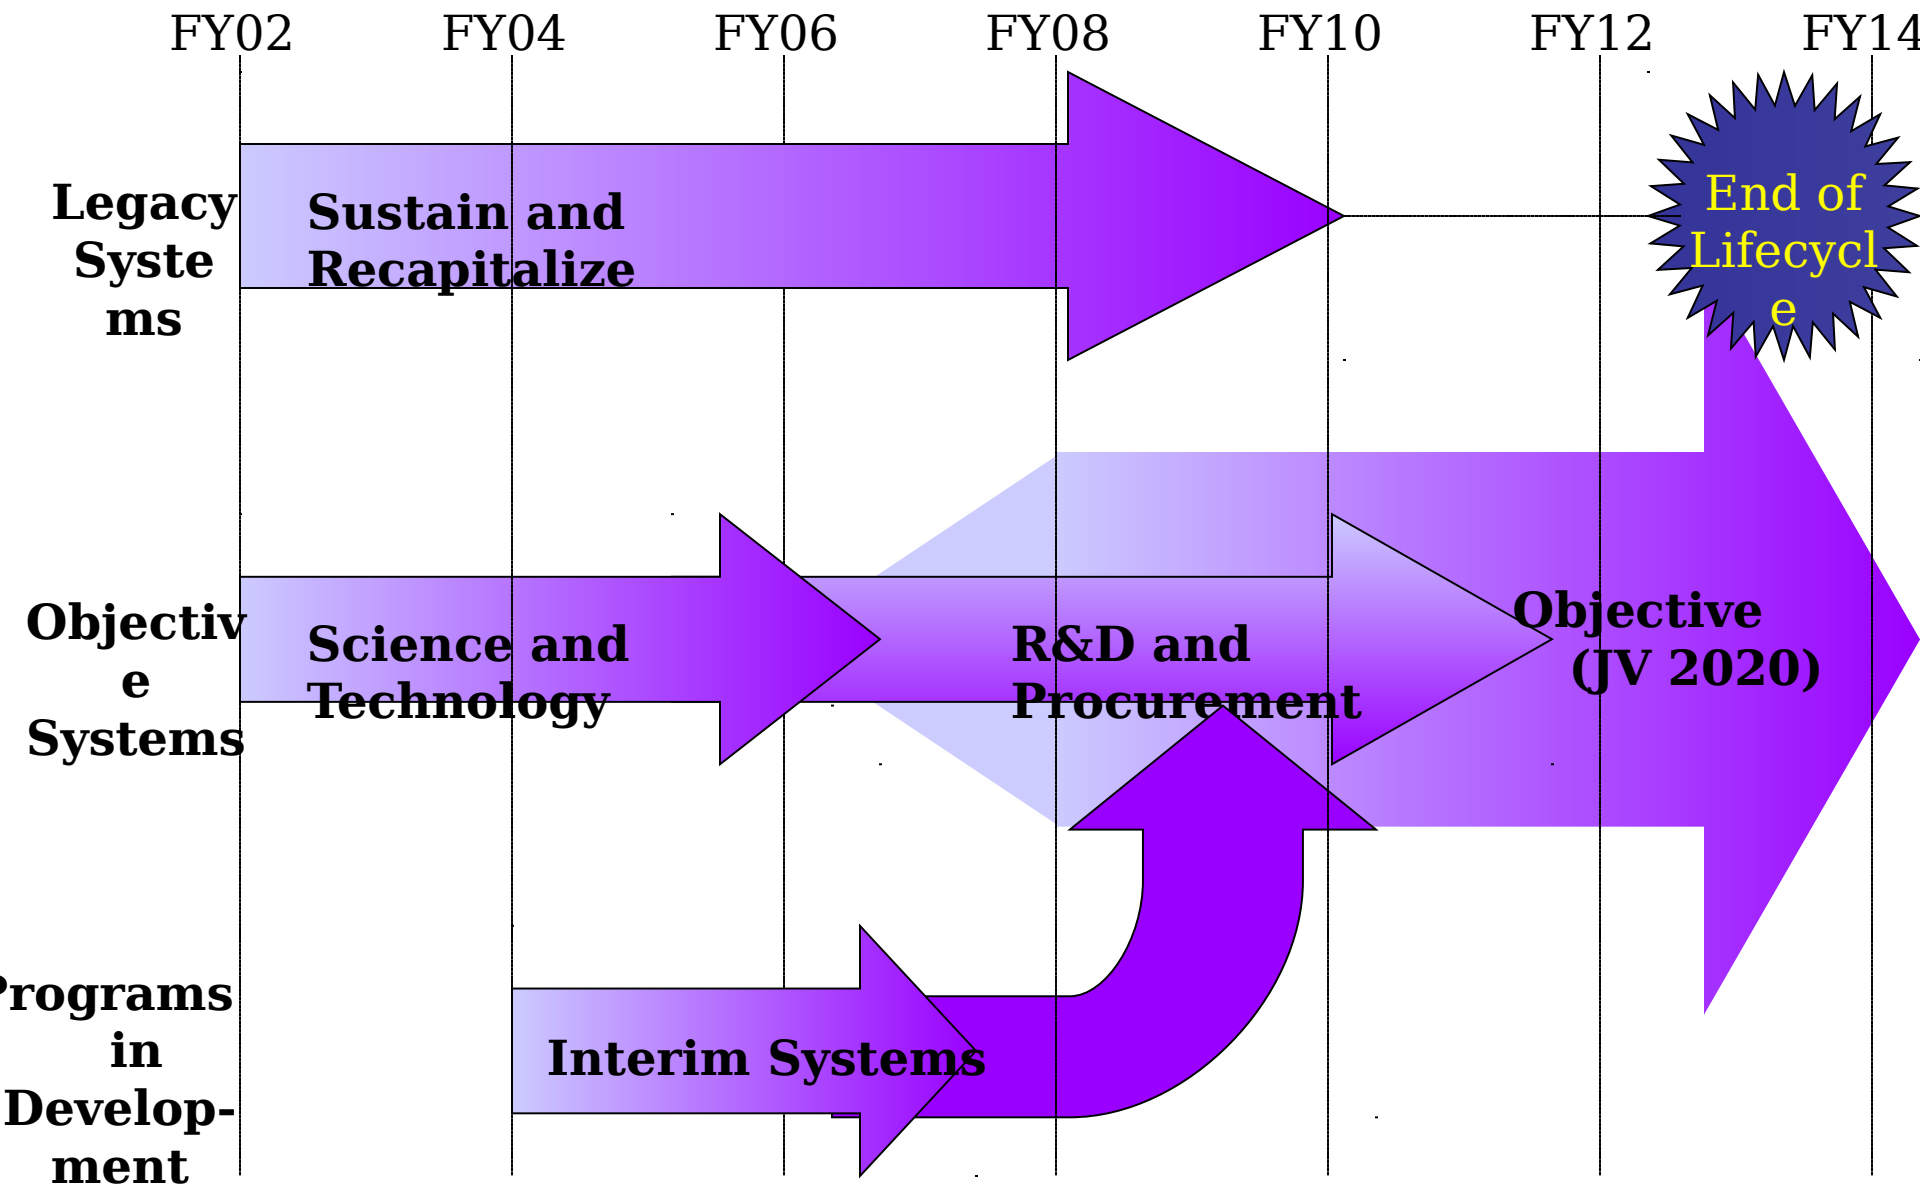 FY02 FY04 FY06 FY08 FY10 FY12 FY14
Legacy
Syste
ms
Sustain and
Recapitalize
End of
Lifecycl
e
Objectiv
e
Systems
Science and
Technology
R&D and
Procurement
Objective
(JV 2020)
Programs
in
Develop-
ment
Interim Systems